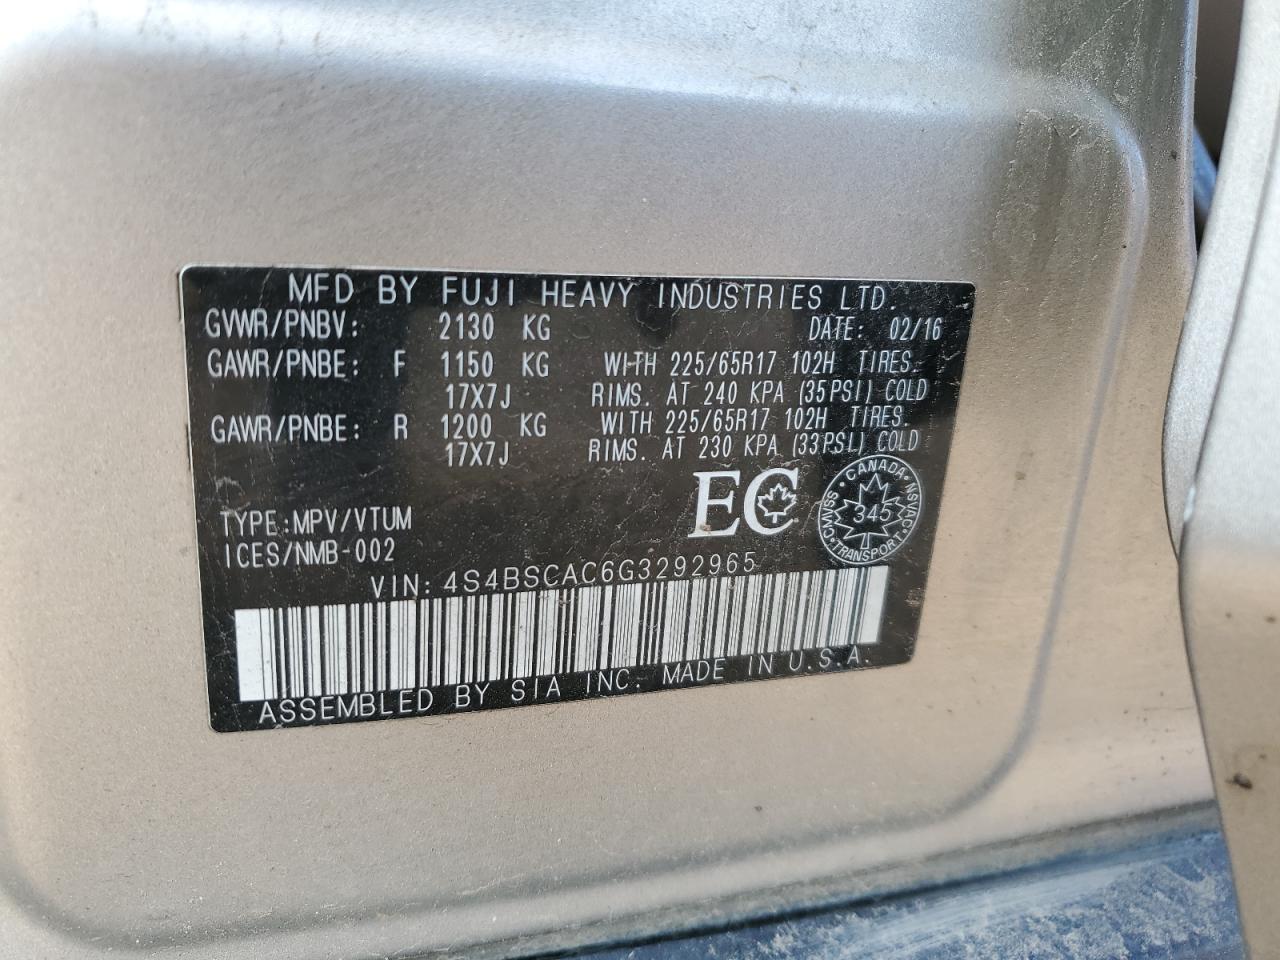 MFD BY FUJI HEAVY INDUSTRIES LTD.
GVWR/PNBV: 2130 KG DATE: 02/16
GAWR/PNBE: F 1150 KG WITH 225/65R17 102H TIRES.
17X7J RIMS. AT 240 KPA (35PSI) COLD
GAWR/PNBE: R 1200 KG WITH 225/65R17 102H TIRES.
17X7J RIMS. AT 230 KPA (33PSI) COLD
EC
CANADA
345
CMVSS · NSVAC
TRANSPORT
TYPE:MPV/VTUM
ICES/NMB-002
VIN: 4S4BSCAC6G3292965
ASSEMBLED BY SIA INC. MADE IN U.S.A.